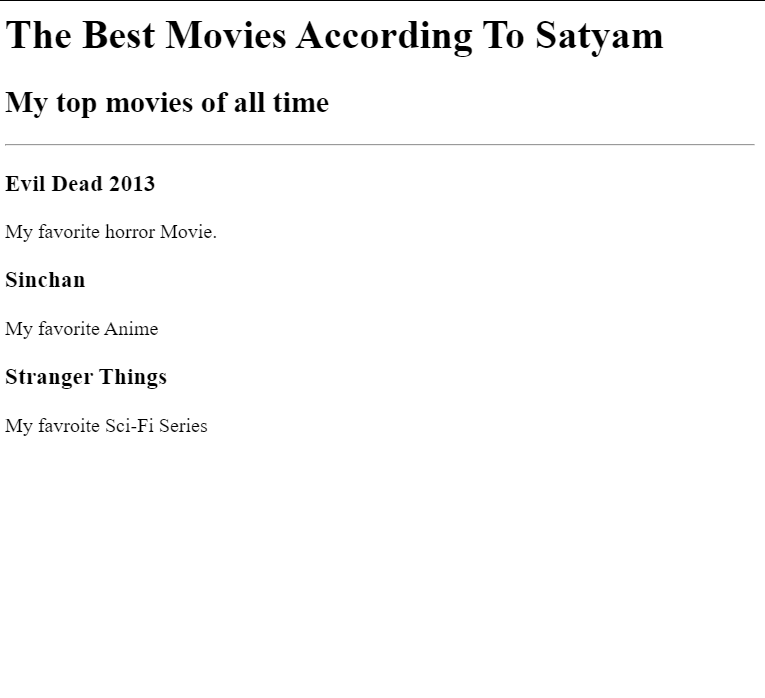 The Best Movies According To Satyam
My top movies of all time
Evil Dead 2013
My favorite horror Movie.
Sinchan
My favorite Anime
Stranger Things
My favroite Sci-Fi Series